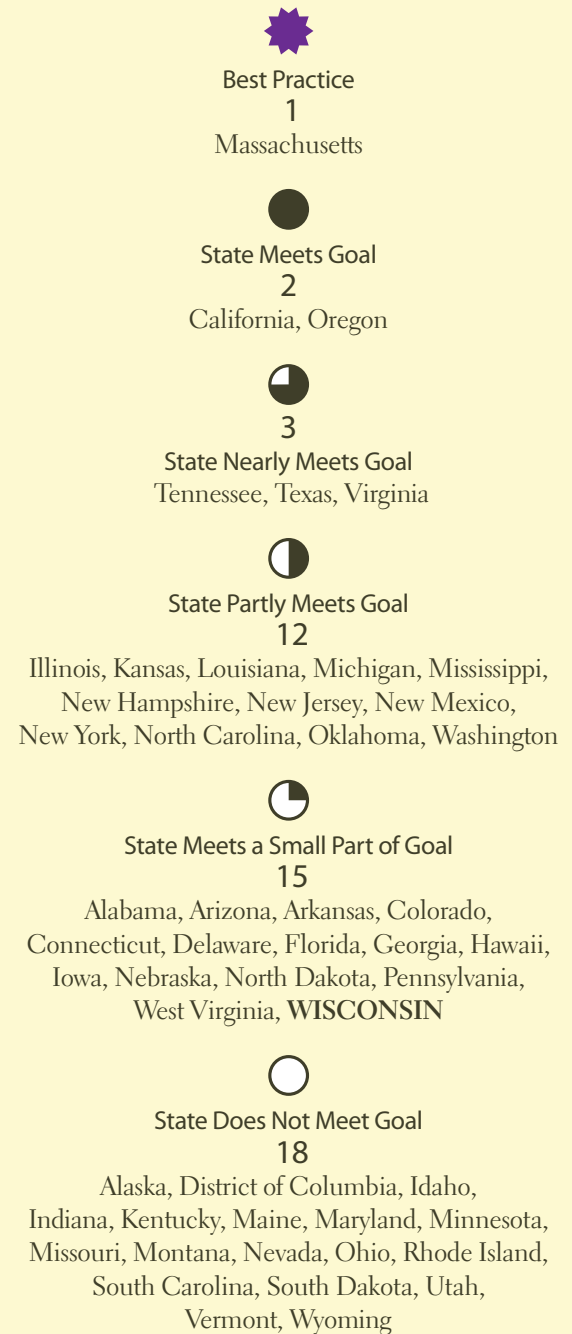 Best Practice
1
Massachusetts
State Meets Goal
2
California, Oregon
3
State Nearly Meets Goal
Tennessee, Texas, Virginia
State Partly Meets Goal
12
Illinois, Kansas, Louisiana, Michigan, Mississippi,
New Hampshire, New Jersey, New Mexico,
New York, North Carolina, Oklahoma, Washington
State Meets a Small Part of Goal
15
Alabama, Arizona, Arkansas, Colorado,
Connecticut, Delaware, Florida, Georgia, Hawaii,
Iowa, Nebraska, North Dakota, Pennsylvania,
West Virginia, WISCONSIN
State Does Not Meet Goal
18
Alaska, District of Columbia, Idaho,
Indiana, Kentucky, Maine, Maryland, Minnesota,
Missouri, Montana, Nevada, Ohio, Rhode Island,
South Carolina, South Dakota, Utah,
Vermont, Wyoming